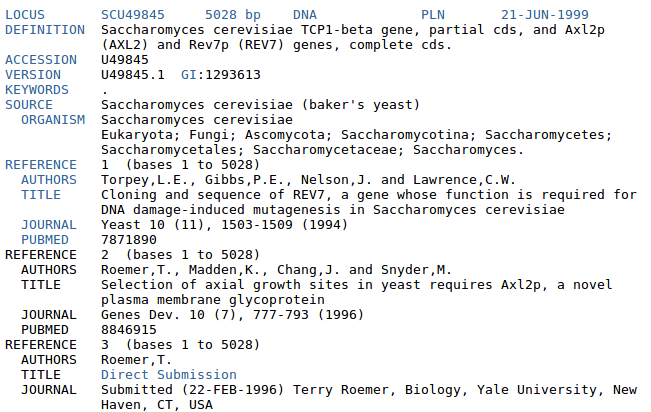 LOCUS       SCU49845     5028 bp    DNA             PLN       21-JUN-1999
DEFINITION  Saccharomyces cerevisiae TCP1-beta gene, partial cds, and Axl2p
            (AXL2) and Rev7p (REV7) genes, complete cds.
ACCESSION   U49845
VERSION     U49845.1  GI:1293613
KEYWORDS    .
SOURCE      Saccharomyces cerevisiae (baker's yeast)
  ORGANISM  Saccharomyces cerevisiae
            Eukaryota; Fungi; Ascomycota; Saccharomycotina; Saccharomycetes;
            Saccharomycetales; Saccharomycetaceae; Saccharomyces.
REFERENCE   1  (bases 1 to 5028)
  AUTHORS   Torpey,L.E., Gibbs,P.E., Nelson,J. and Lawrence,C.W.
  TITLE     Cloning and sequence of REV7, a gene whose function is required for
            DNA damage-induced mutagenesis in Saccharomyces cerevisiae
  JOURNAL   Yeast 10 (11), 1503-1509 (1994)
  PUBMED    7871890
REFERENCE   2  (bases 1 to 5028)
  AUTHORS   Roemer,T., Madden,K., Chang,J. and Snyder,M.
  TITLE     Selection of axial growth sites in yeast requires Axl2p, a novel
            plasma membrane glycoprotein
  JOURNAL   Genes Dev. 10 (7), 777-793 (1996)
  PUBMED    8846915
REFERENCE   3  (bases 1 to 5028)
  AUTHORS   Roemer,T.
  TITLE     Direct Submission
  JOURNAL   Submitted (22-FEB-1996) Terry Roemer, Biology, Yale University, New
            Haven, CT, USA